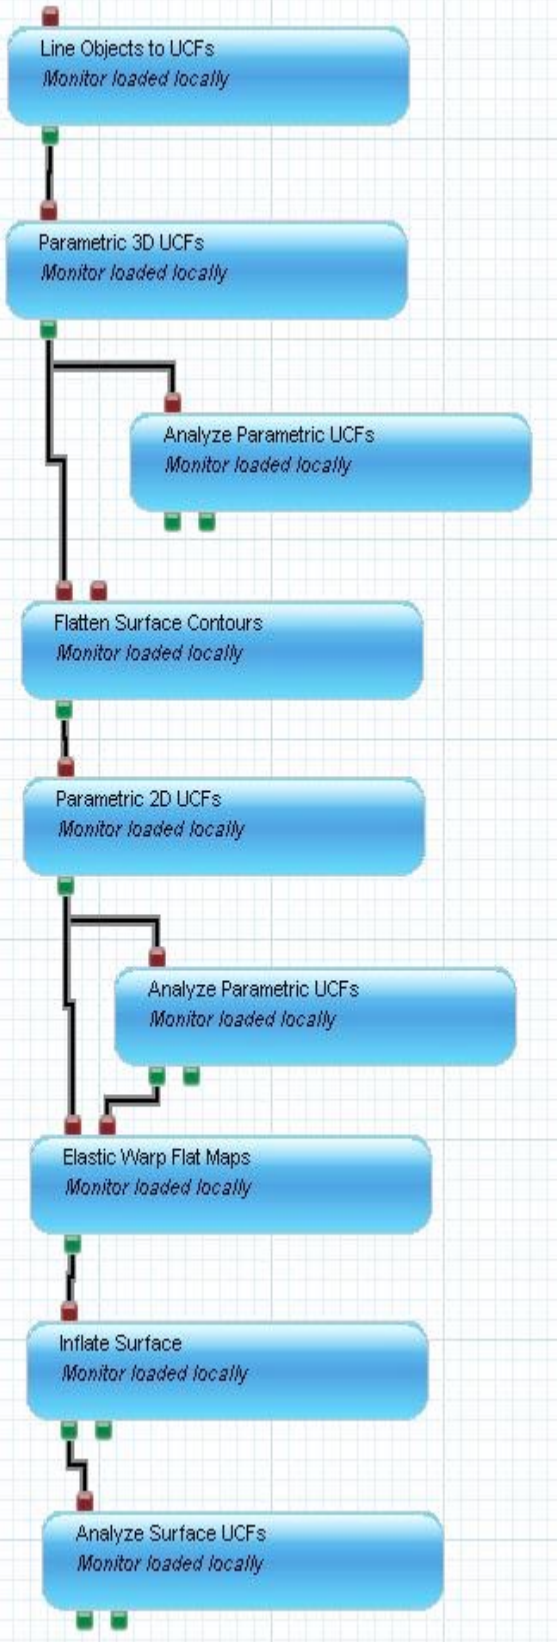 Line Objects to UCFs
Monitor loaded locally
Parametric 3D UCFs
Monitor loaded locally
Analyze Parametric UCFs
Monitor loaded locally
Flatten Surface Contours
Monitor loaded locally
Parametric 2D UCFs
Monitor loaded locally
Analyze Parametric UCFs
Monitor loaded locally
Elastic Warp Flat Maps
Monitor loaded locally
Inflate Surface
Monitor loaded locally
Analyze Surface UCFs
Monitor loaded locally